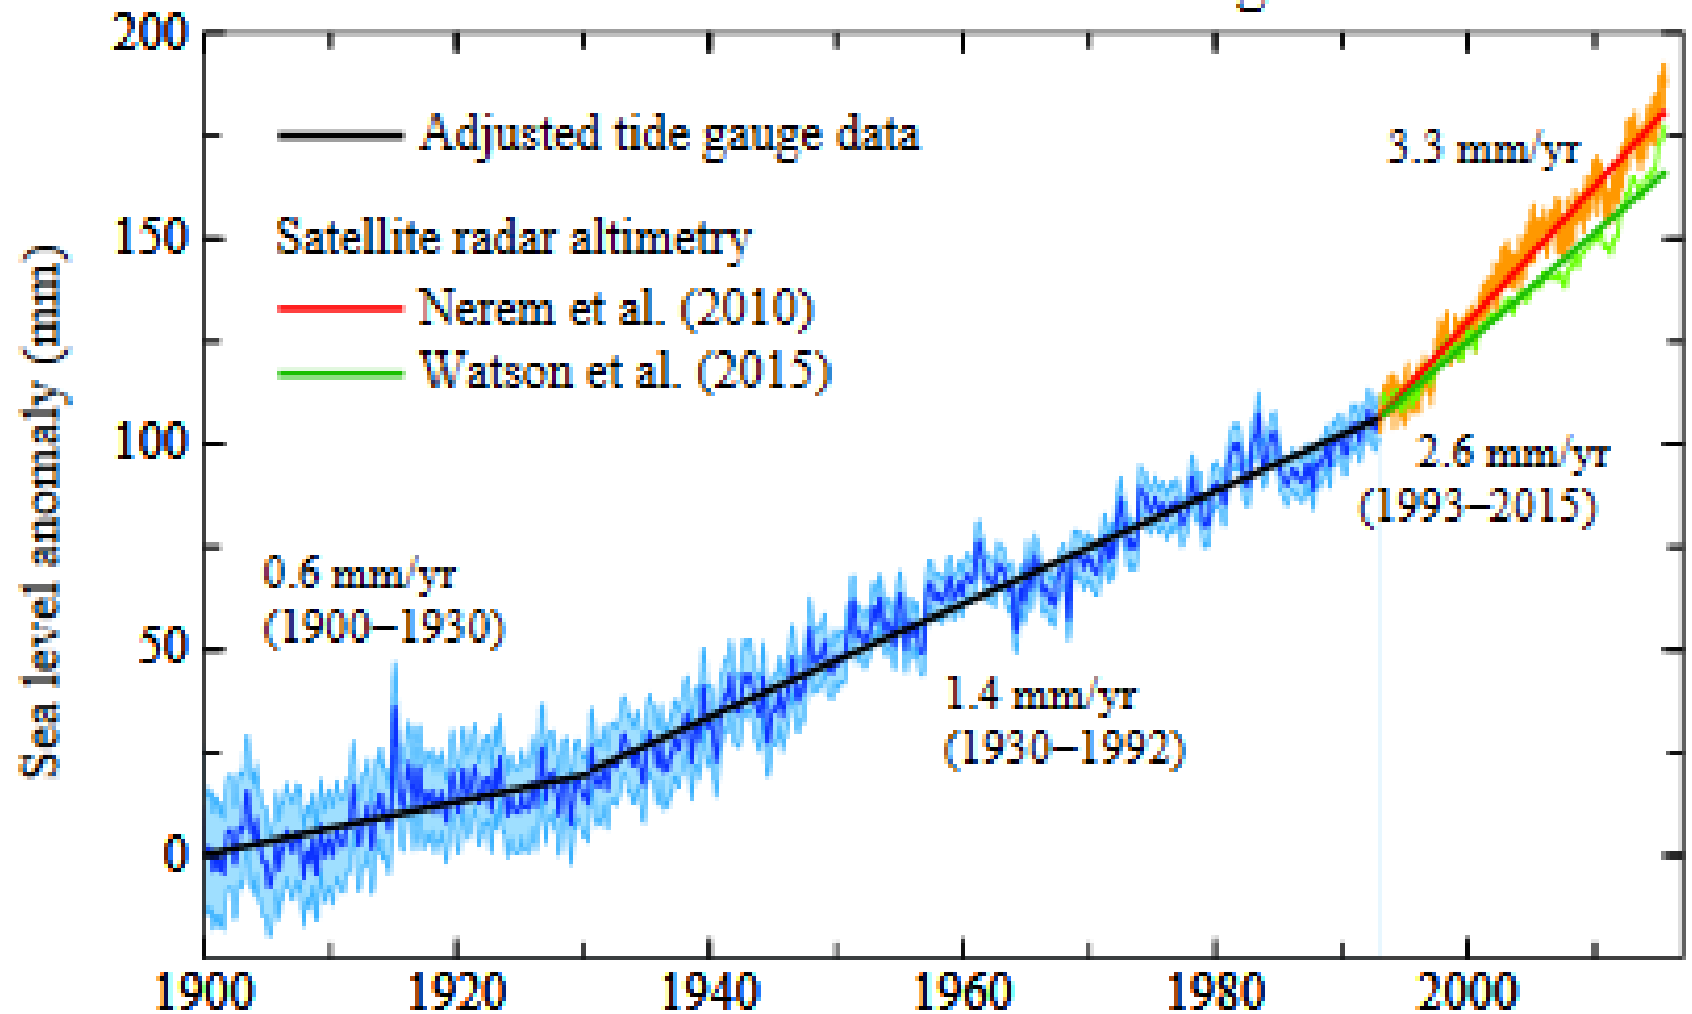 200
150
100
50
0
Sea level anomaly (mm)
Adjusted tide gauge data
Satellite radar altimetry
Nerem et al. (2010)
Watson et al. (2015)
3.3 mm/yr
2.6 mm/yr
(1993–2015)
0.6 mm/yr
(1900–1930)
1.4 mm/yr
(1930–1992)
1900 1920 1940 1960 1980 2000